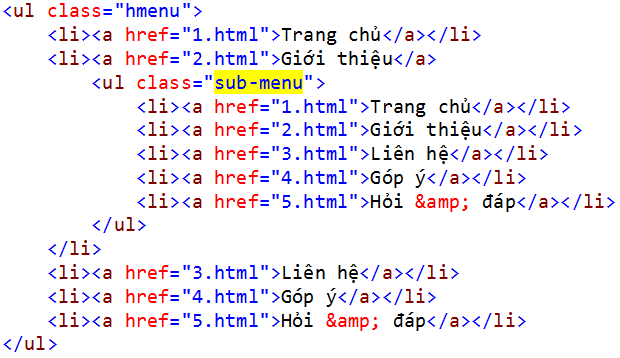 <ul class="hmenu">
    <li><a href="1.html">Trang chủ</a></li>
    <li><a href="2.html">Giới thiệu</a>
        <ul class="sub-menu">
            <li><a href="1.html">Trang chủ</a></li>
            <li><a href="2.html">Giới thiệu</a></li>
            <li><a href="3.html">Liên hệ</a></li>
            <li><a href="4.html">Góp ý</a></li>
            <li><a href="5.html">Hỏi &amp; đáp</a></li>
        </ul>
    </li>
    <li><a href="3.html">Liên hệ</a></li>
    <li><a href="4.html">Góp ý</a></li>
    <li><a href="5.html">Hỏi &amp; đáp</a></li>
</ul>